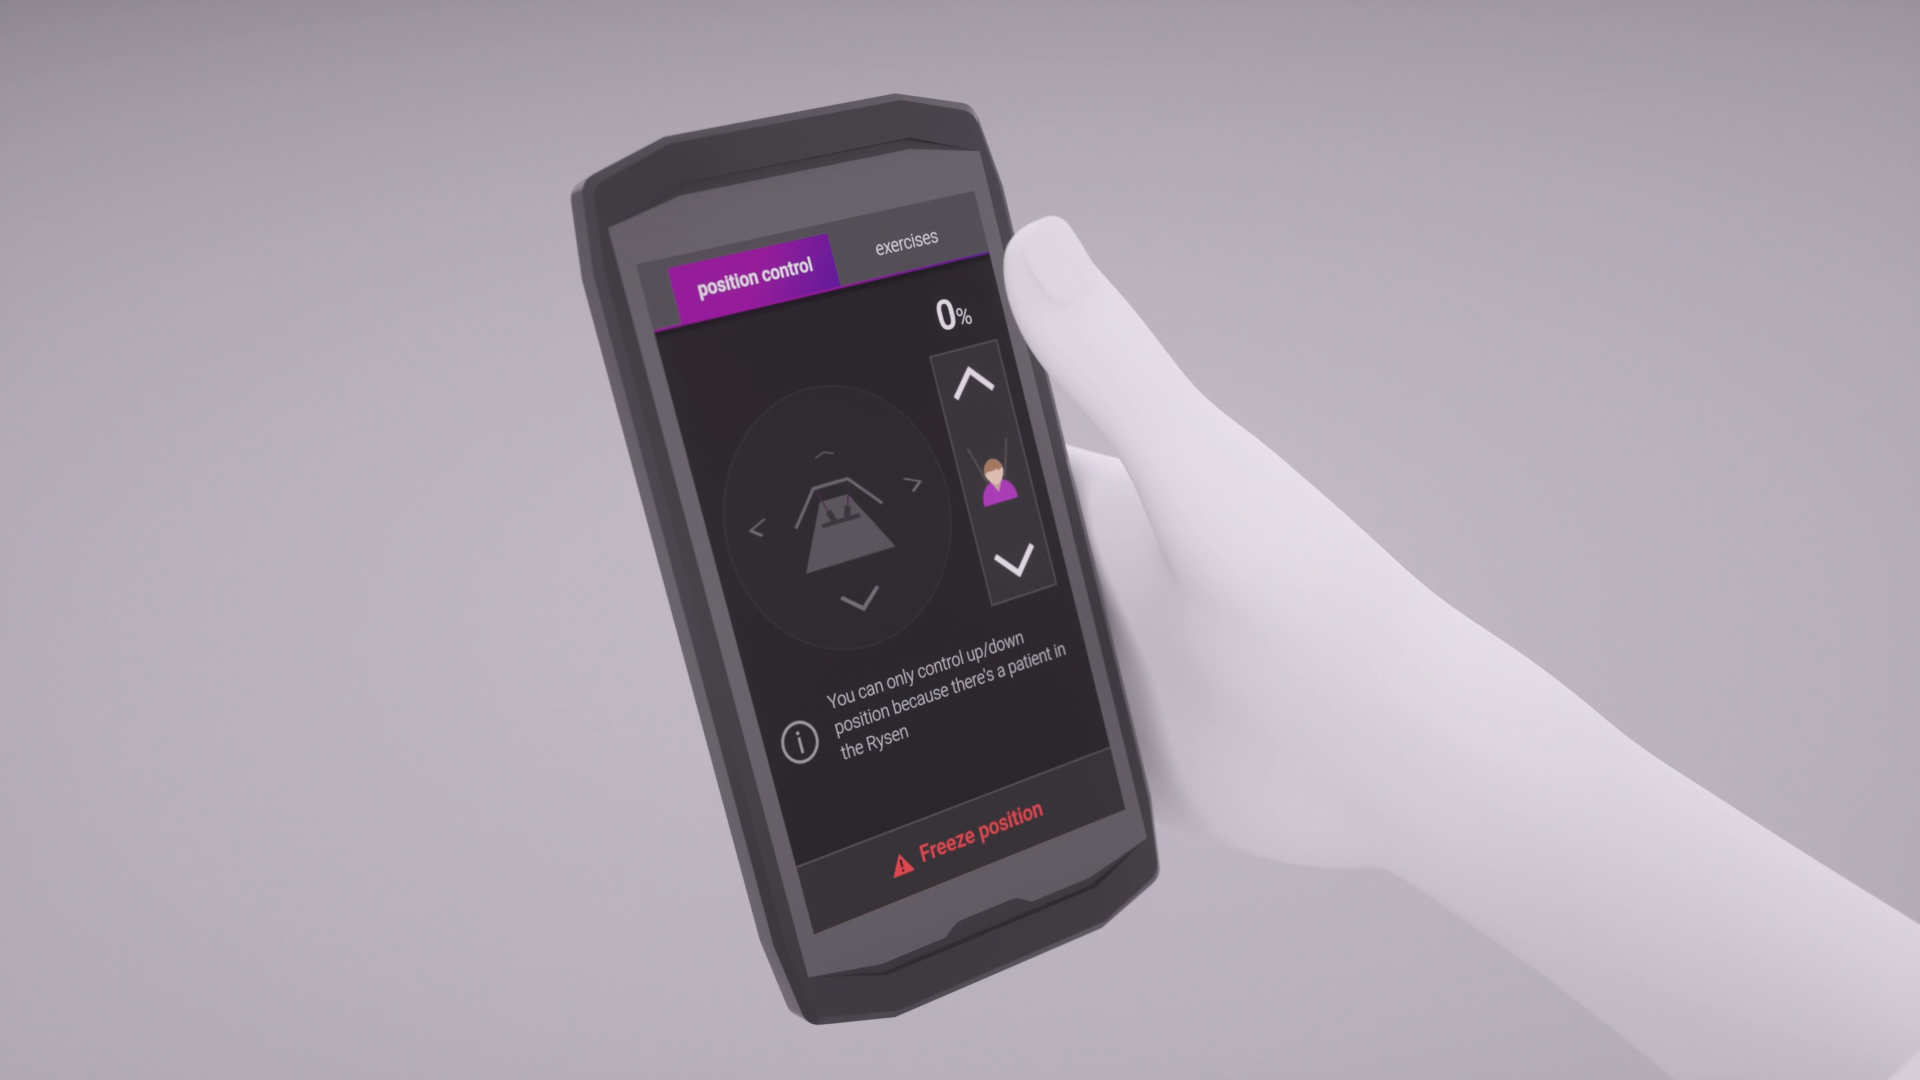 position control
exercises
0%
You can only control up/down
position because there's a patient in
the Rysen
Freeze position